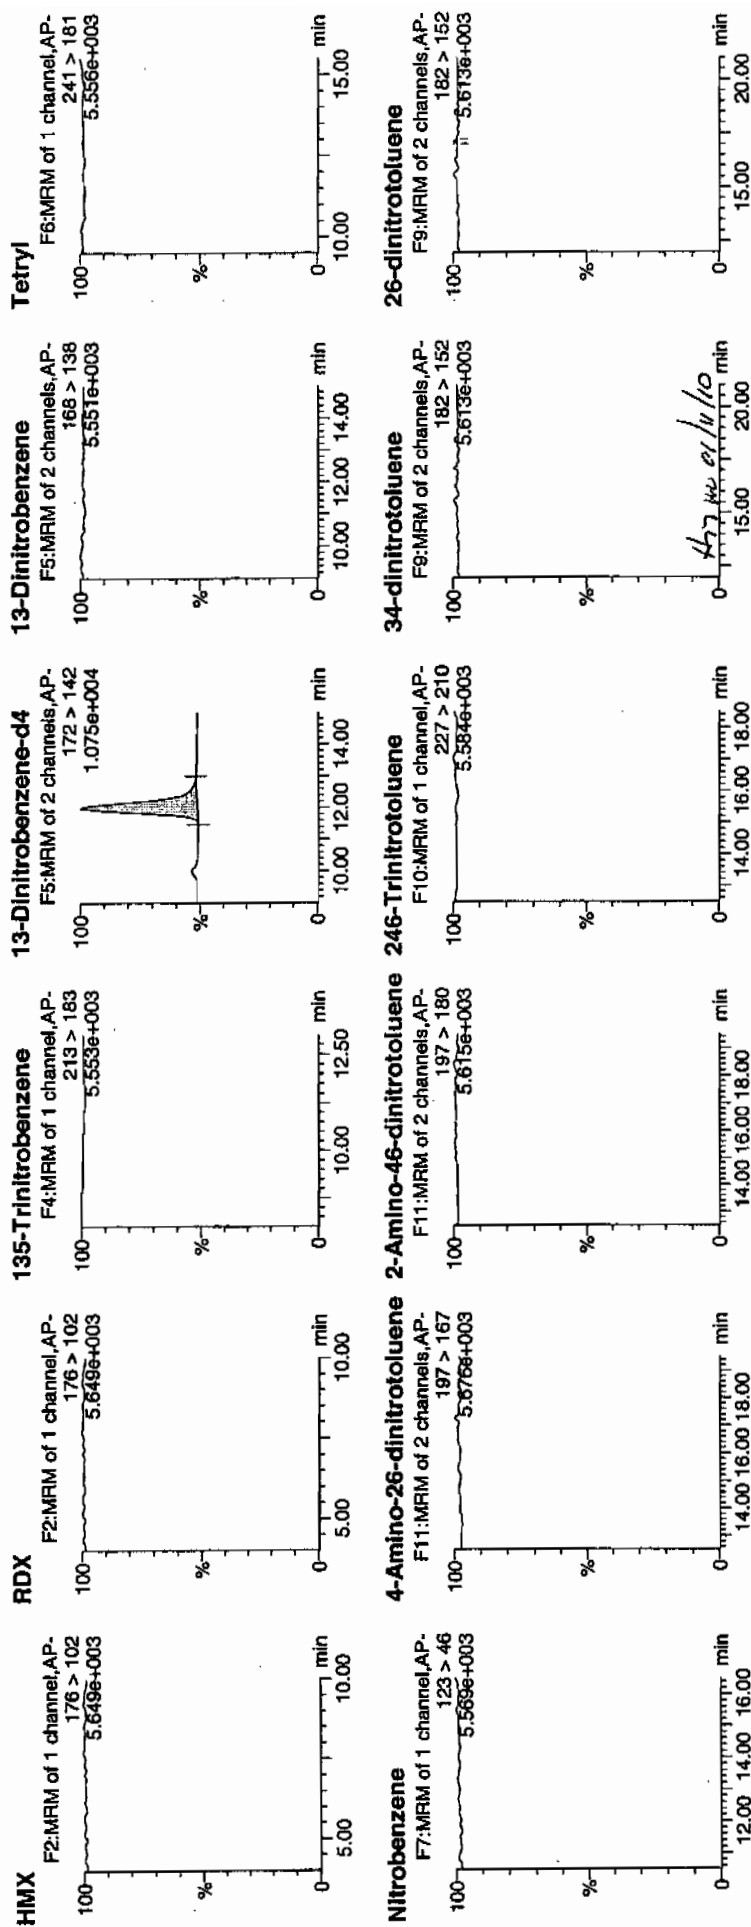 HMX
F2:MRM of 1 channel,AP-
176 > 102
5.649e+003
100
%
0
5.00 10.00 min
RDX
F2:MRM of 1 channel,AP-
176 > 102
5.649e+003
100
%
0
5.00 10.00 min
135-Trinitrobenzene
F4:MRM of 1 channel,AP-
213 > 183
5.553e+003
100
%
0
10.00 12.50 min
13-Dinitrobenzene-d4
F5:MRM of 2 channels,AP-
172 > 142
1.075e+004
100
%
0
10.00 12.00 14.00 min
13-Dinitrobenzene
F5:MRM of 2 channels,AP-
168 > 138
5.551e+003
100
%
0
10.00 12.00 14.00 min
Tetryl
F6:MRM of 1 channel,AP-
241 > 181
5.556e+003
100
%
0
10.00 15.00 min
Nitrobenzene
F7:MRM of 1 channel,AP-
123 > 46
5.569e+003
100
%
0
12.00 14.00 16.00 min
4-Amino-26-dinitrotoluene
F11:MRM of 2 channels,AP-
197 > 167
5.676e+003
100
%
0
14.00 16.00 18.00 min
2-Amino-46-dinitrotoluene
F11:MRM of 2 channels,AP-
197 > 180
5.615e+003
100
%
0
14.00 16.00 18.00 min
246-Trinitrotoluene
F10:MRM of 1 channel,AP-
227 > 210
5.584e+003
100
%
0
14.00 16.00 18.00 min
34-dinitrotoluene
F9:MRM of 2 channels,AP-
182 > 152
5.613e+003
100
%
0
15.00 20.00 min
01/11/10
26-dinitrotoluene
F9:MRM of 2 channels,AP-
182 > 152
5.613e+003
100
%
0
15.00 20.00 min